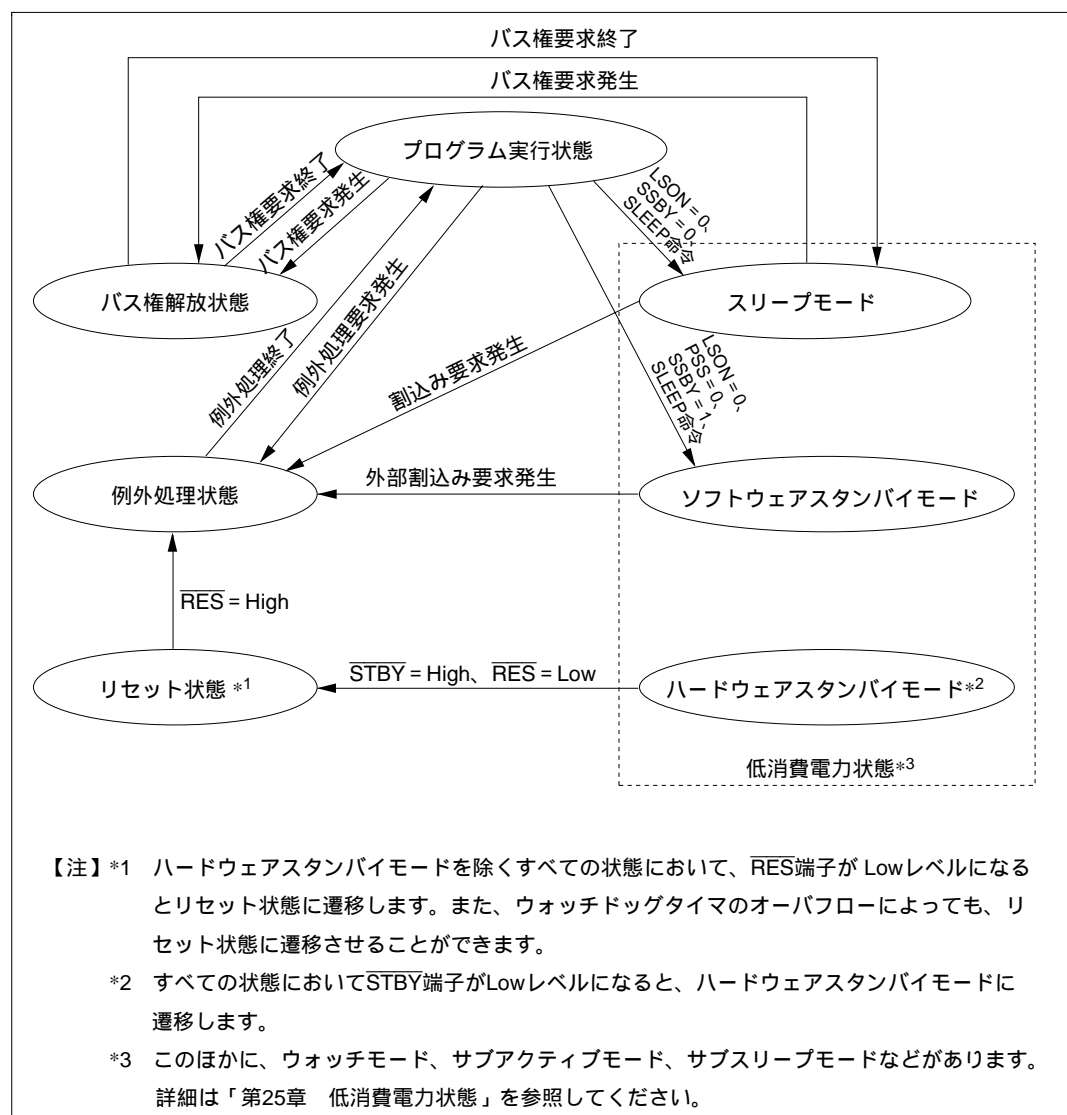 バス権要求終了
バス権要求発生
プログラム実行状態
バス権要求終了
バス権要求発生
LSON = 0、
SSBY = 0、
SLEEP命令
バス権解放状態
スリープモード
例外処理終了
例外処理要求発生
割込み要求発生
LSON = 0、
PSS = 0、
SSBY = 1、
SLEEP命令
例外処理状態
外部割込み要求発生
ソフトウェアスタンバイモード
RES = High
リセット状態 *1
STBY = High、RES = Low
ハードウェアスタンバイモード*2
低消費電力状態*3
【注】*1 ハードウェアスタンバイモードを除くすべての状態において、RES端子が Lowレベルになる
とリセット状態に遷移します。また、ウォッチドッグタイマのオーバフローによっても、リ
セット状態に遷移させることができます。
*2 すべての状態においてSTBY端子がLowレベルになると、ハードウェアスタンバイモードに
遷移します。
*3 このほかに、ウォッチモード、サブアクティブモード、サブスリープモードなどがあります。
詳細は「第25章 低消費電力状態」を参照してください。